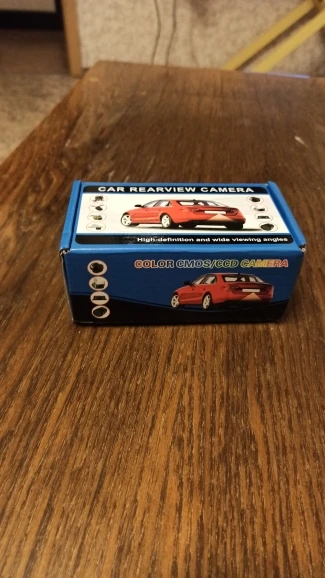 CAR REARVIEW CAMERA
High-definition and wide viewing angles
COLOR CMOS/CCD CAMERA